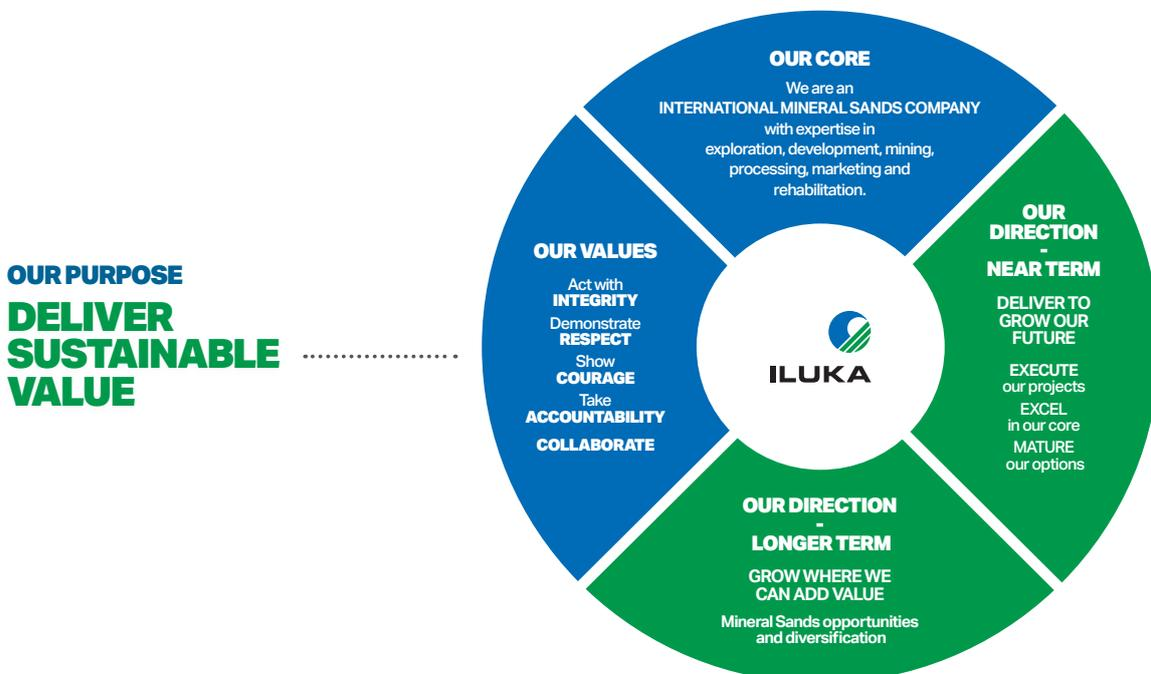 OUR PURPOSE
DELIVER
SUSTAINABLE
VALUE
OUR CORE
We are an
INTERNATIONAL MINERAL SANDS COMPANY
with expertise in
exploration, development, mining,
processing, marketing and
rehabilitation.
OUR VALUES
Act with
INTEGRITY
Demonstrate
RESPECT
Show
COURAGE
Take
ACCOUNTABILITY
COLLABORATE
ILUKA
OUR
DIRECTION
-
NEAR TERM
DELIVER TO
GROW OUR
FUTURE
EXECUTE
our projects
EXCEL
in our core
MATURE
our options
OUR DIRECTION
-
LONGER TERM
GROW WHERE WE
CAN ADD VALUE
Mineral Sands opportunities
and diversification